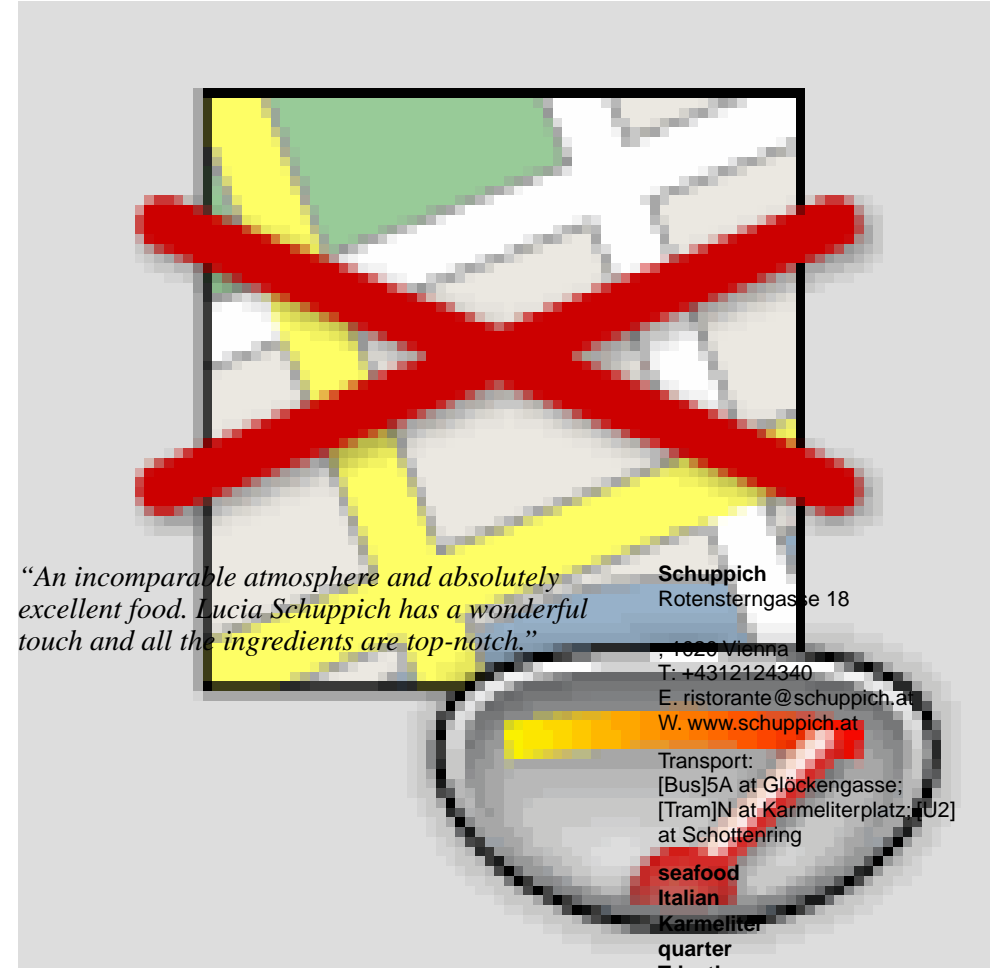 “An incomparable atmosphere and absolutely
excellent food. Lucia Schuppich has a wonderful
touch and all the ingredients are top-notch.”
Schuppich
Rotensterngasse 18
, 1020 Vienna
T: +4312124340
E. ristorante@schuppich.at
W. www.schuppich.at
Transport:
[Bus]5A at Glöckengasse;
[Tram]N at Karmeliterplatz; [U2]
at Schottenring
seafood
Italian
Karmeliter
quarter